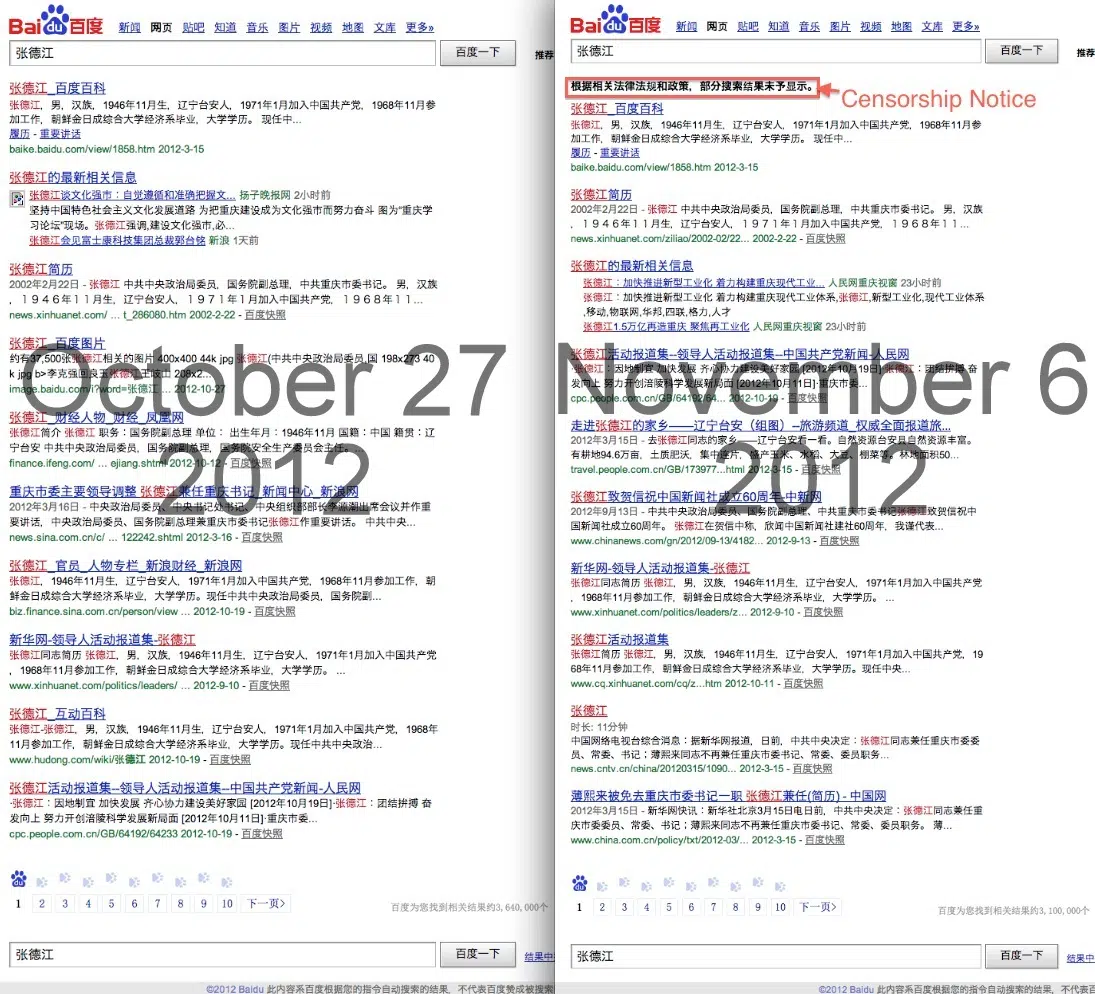 Bai du 百度
新闻 网页 贴吧 知道 音乐 图片 视频 地图 文库 更多»
张德江
百度一下
推荐
张德江_百度百科
张德江, 男, 汉族, 1946年11月生, 辽宁台安人, 1971年1月加入中国共产党, 1968年11月参
加工作, 朝鲜金日成综合大学经济系毕业, 大学学历。 现任中...
履历 - 重要讲话
baike.baidu.com/view/1858.htm 2012-3-15
张德江的最新相关信息
张德江谈文化强市：自觉遵循和准确把握文... 扬子晚报网 2小时前
坚持中国特色社会主义文化发展道路 为把重庆建设成为文化强市而努力奋斗 图为“重庆学
习论坛”现场。张德江强调,建设文化强市,必...
张德江会见富士康科技集团总裁郭台铭 新浪 1天前
张德江简历
2002年2月22日 - 张德江 中共中央政治局委员, 国务院副总理, 中共重庆市委书记。 男, 汉族
, １９４６年１１月生, 辽宁台安人, １９７１年１月加入中国共产党, １９６８年１１...
news.xinhuanet.com/ ... t_286080.htm 2002-2-22 - 百度快照
张德江_百度图片
约有37,500张张德江相关的图片 400x400 44k jpg 张德江(中共中央政治局委员,国 198x273 40
k jpg b>李克强回良玉张德江王岐山 208x2...
image.baidu.com/i?word=张德江 ... 2012-10-27
October 27
2012
张德江_财经人物_财经_凤凰网
张德江简介 张德江 职务：国务院副总理 单位： 出生年月：1946年11月 国籍：中国 籍贯：辽
宁台安 中共中央政治局委员, 国务院副总理, 国务院安全生产委员会主任。...
finance.ifeng.com/ ... ejiang.shtml 2012-10-12 - 百度快照
重庆市委主要领导调整 张德江兼任重庆书记_新闻中心_新浪网
2012年3月16日 - 中央政治局委员、中央书记处书记、中央组织部部长李源潮出席会议并作重
要讲话, 中央政治局委员、国务院副总理兼重庆市委书记张德江作重要讲话。 中共中央...
news.sina.com.cn/c/ ... 122242.shtml 2012-3-16 - 百度快照
张德江_官员_人物专栏_新浪财经_新浪网
张德江, 1946年11月生, 辽宁台安人, 1971年1月加入中国共产党, 1968年11月参加工作, 朝
鲜金日成综合大学经济系毕业, 大学学历。现任中共中央政治局委员, 国务院副...
biz.finance.sina.com.cn/person/view ... 2012-10-19 - 百度快照
新华网-领导人活动报道集-张德江
张德江同志简历 张德江, 男, 汉族, 1946年11月生, 辽宁台安人, 1971年1月加入中国共产党
, 1968年11月参加工作, 朝鲜金日成综合大学经济系毕业, 大学学历。 ...
www.xinhuanet.com/politics/leaders/ ... 2012-9-10 - 百度快照
张德江_互动百科
张德江-张德江, 男, 汉族, 1946年11月生, 辽宁台安人, 1971年1月加入中国共产党, 1968年
11月参加工作, 朝鲜金日成综合大学经济系毕业, 大学学历。现任中共中央政治...
www.hudong.com/wiki/张德江 2012-10-19 - 百度快照
张德江活动报道集--领导人活动报道集--中国共产党新闻-人民网
·张德江：因地制宜 加快发展 齐心协力建设美好家园 [2012年10月19日]·张德江：团结拼搏 奋
发向上 努力开创涪陵科学发展新局面 [2012年10月11日]·重庆市委...
cpc.people.com.cn/GB/64192/64233 2012-10-19 - 百度快照
1 2 3 4 5 6 7 8 9 10 下一页>
百度为您找到相关结果约3,640,000个
张德江
百度一下
结果中
©2012 Baidu 此内容系百度根据您的指令自动搜索的结果, 不代表百度赞成被搜索
Bai du 百度
新闻 网页 贴吧 知道 音乐 图片 视频 地图 文库 更多»
张德江
百度一下
推荐
根据相关法律法规和政策, 部分搜索结果未予显示。
Censorship Notice
张德江_百度百科
张德江, 男, 汉族, 1946年11月生, 辽宁台安人, 1971年1月加入中国共产党, 1968年11月参
加工作, 朝鲜金日成综合大学经济系毕业, 大学学历。 现任中...
履历 - 重要讲话
baike.baidu.com/view/1858.htm 2012-3-15
张德江简历
2002年2月22日 - 张德江 中共中央政治局委员, 国务院副总理, 中共重庆市委书记。 男, 汉族
, １９４６年１１月生, 辽宁台安人, １９７１年１月加入中国共产党, １９６８年１１...
news.xinhuanet.com/ziliao/2002-02/22... 2002-2-22 - 百度快照
张德江的最新相关信息
张德江：加快推进新型工业化 着力构建重庆现代工业... 人民网重庆视窗 23小时前
张德江：加快推进新型工业化 着力构建重庆现代工业体系,张德江,新型工业化,现代工业体系
,移动,物联网,华邦,四联,格力,人才
张德江1.5万亿再造重庆 聚焦再工业化 人民网重庆视窗 23小时前
张德江活动报道集--领导人活动报道集--中国共产党新闻-人民网
·张德江：因地制宜 加快发展 齐心协力建设美好家园 [2012年10月19日]·张德江：团结拼搏 奋
发向上 努力开创涪陵科学发展新局面 [2012年10月11日]·重庆市委...
cpc.people.com.cn/GB/64192/64... 2012-10-19 - 百度快照
November 6
2012
走进张德江的家乡——辽宁台安（组图）--旅游频道_权威全面报道旅...
2012年3月15日 - 去张德江同志的家乡——辽宁台安看一看。自然资源台安县自然资源丰富。
有耕地94.6万亩, 土质肥沃, 集中连片, 盛产玉米、水稻、大豆、棚菜等。林地面积50...
travel.people.com.cn/GB/173977...html 2012-3-15 - 百度快照
张德江致贺信祝中国新闻社成立60周年-中新网
2012年9月13日 - 中共中央政治局委员、国务院副总理、中共重庆市委书记张德江致贺信祝中
国新闻社成立60周年。 张德江在贺信中称, 欣闻中国新闻社建社60周年, 我谨代表...
www.chinanews.com/gn/2012/09-13/4182... 2012-9-13 - 百度快照
新华网-领导人活动报道集-张德江
张德江同志简历 张德江, 男, 汉族, 1946年11月生, 辽宁台安人, 1971年1月加入中国共产党
, 1968年11月参加工作, 朝鲜金日成综合大学经济系毕业, 大学学历。 ...
www.xinhuanet.com/politics/leaders/z... 2012-9-10 - 百度快照
张德江活动报道集
张德江简历 张德江, 男, 汉族, 1946年11月生, 辽宁台安人, 1971年1月加入中国共产党, 19
68年11月参加工作, 朝鲜金日成综合大学经济系毕业, 大学学历。现任中央...
www.cq.xinhuanet.com/cq/z...htm 2012-10-11 - 百度快照
张德江
时长: 11分钟
中国网络电视台综合消息：据新华网报道, 日前, 中共中央决定：张德江同志兼任重庆市委委
员、常委、书记；薄熙来同志不再兼任重庆市委书记、常委、委员职务...
news.cntv.cn/china/20120315/1090... 2012-3-15 - 百度快照
薄熙来被免去重庆市委书记一职 张德江兼任(简历) - 中国网
2012年3月15日 - 新华网快讯：新华社北京3月15日电日前, 中共中央决定：张德江同志兼任重
庆市委委员、常委、书记；薄熙来同志不再兼任重庆市委书记、常委、委员职务。 薄...
www.china.com.cn/policy/txt/2012-03/... 2012-3-15 - 百度快照
1 2 3 4 5 6 7 8 9 10 下一页>
百度为您找到相关结果约3,100,000个
张德江
百度一下
结果中
©2012 Baidu 此内容系百度根据您的指令自动搜索的结果, 不代表百